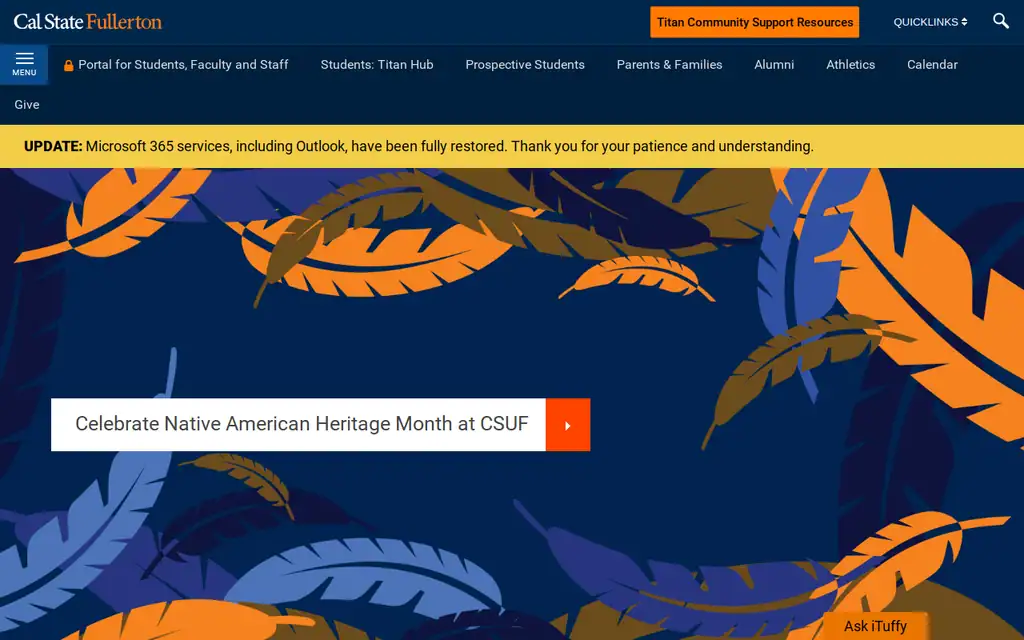 Cal State Fullerton
Titan Community Support Resources
QUICKLINKS
MENU
Portal for Students, Faculty and Staff
Students: Titan Hub
Prospective Students
Parents & Families
Alumni
Athletics
Calendar
Give
UPDATE: Microsoft 365 services, including Outlook, have been fully restored. Thank you for your patience and understanding.
Celebrate Native American Heritage Month at CSUF
Ask iTuffy